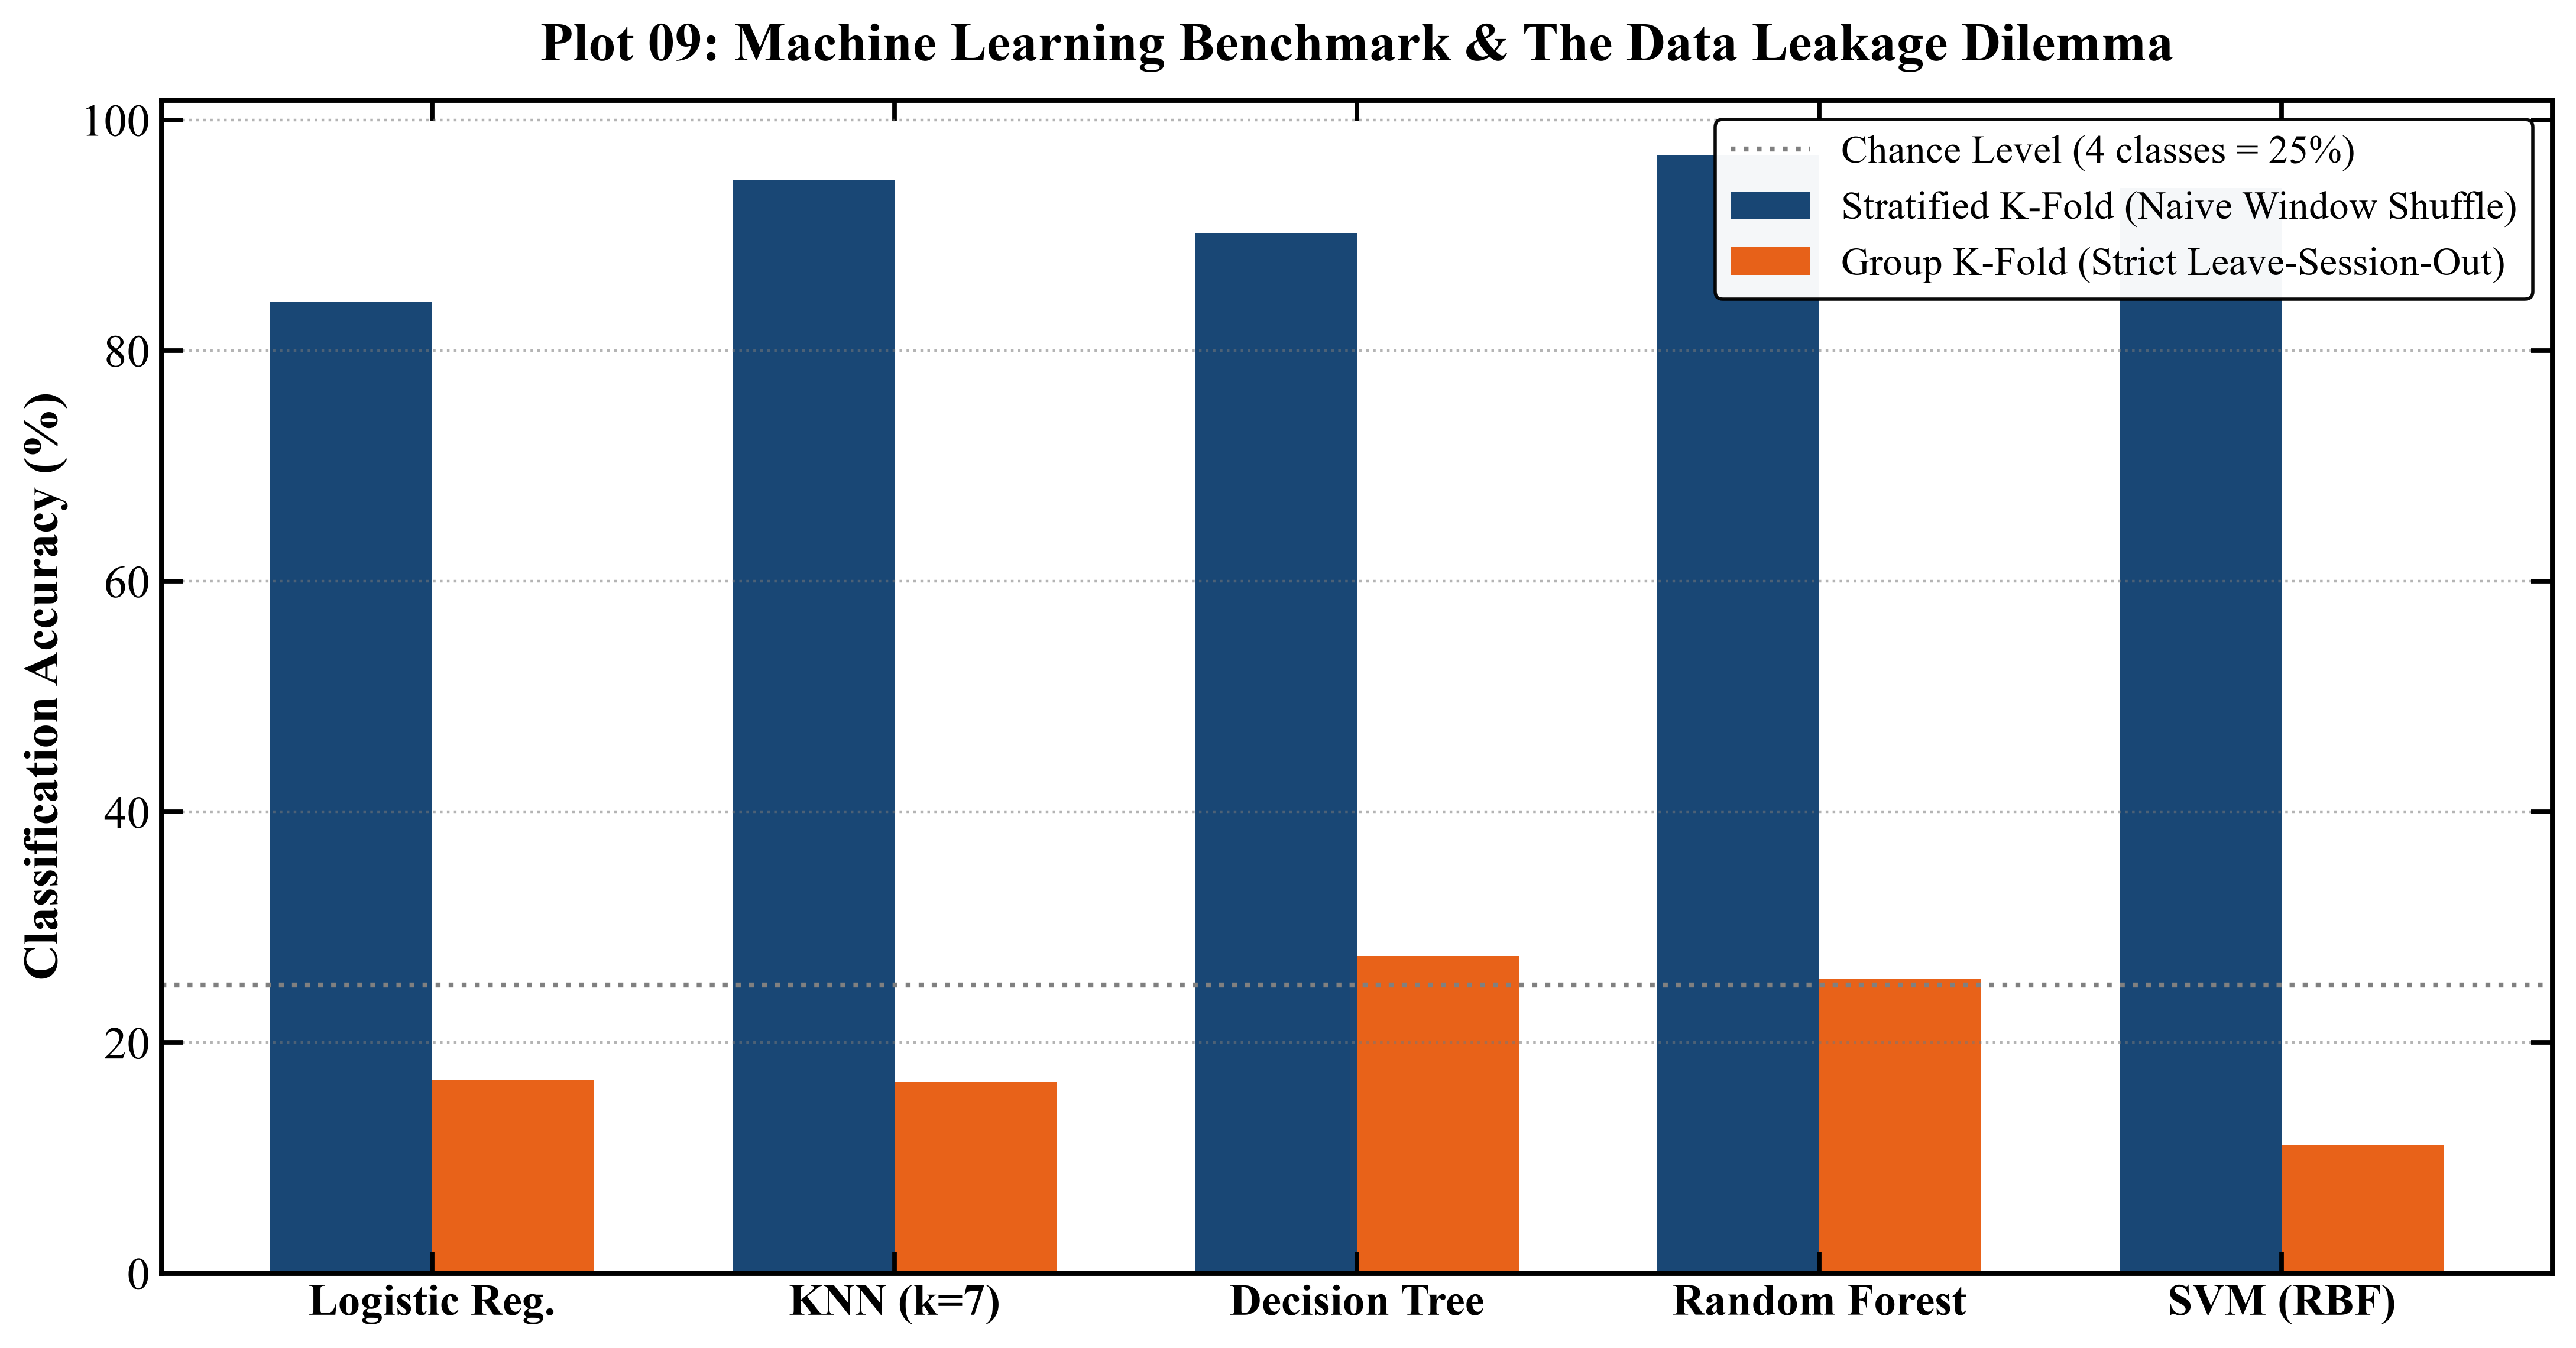 Plot 09: Machine Learning Benchmark & The Data Leakage Dilemma
Classification Accuracy (%)
100
80
60
40
20
0
Chance Level (4 classes = 25%)
Stratified K-Fold (Naive Window Shuffle)
Group K-Fold (Strict Leave-Session-Out)
Logistic Reg.
KNN (k=7)
Decision Tree
Random Forest
SVM (RBF)